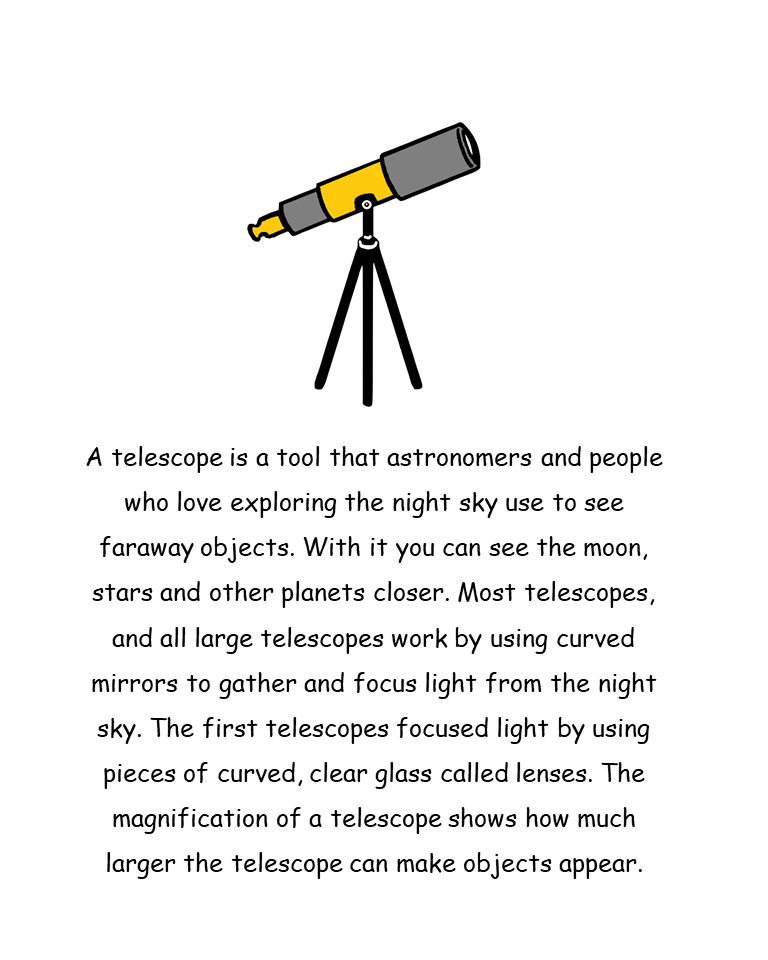 A telescope is a tool that astronomers and people
who love exploring the night sky use to see
faraway objects. With it you can see the moon,
stars and other planets closer. Most telescopes,
and all large telescopes work by using curved
mirrors to gather and focus light from the night
sky. The first telescopes focused light by using
pieces of curved, clear glass called lenses. The
magnification of a telescope shows how much
larger the telescope can make objects appear.